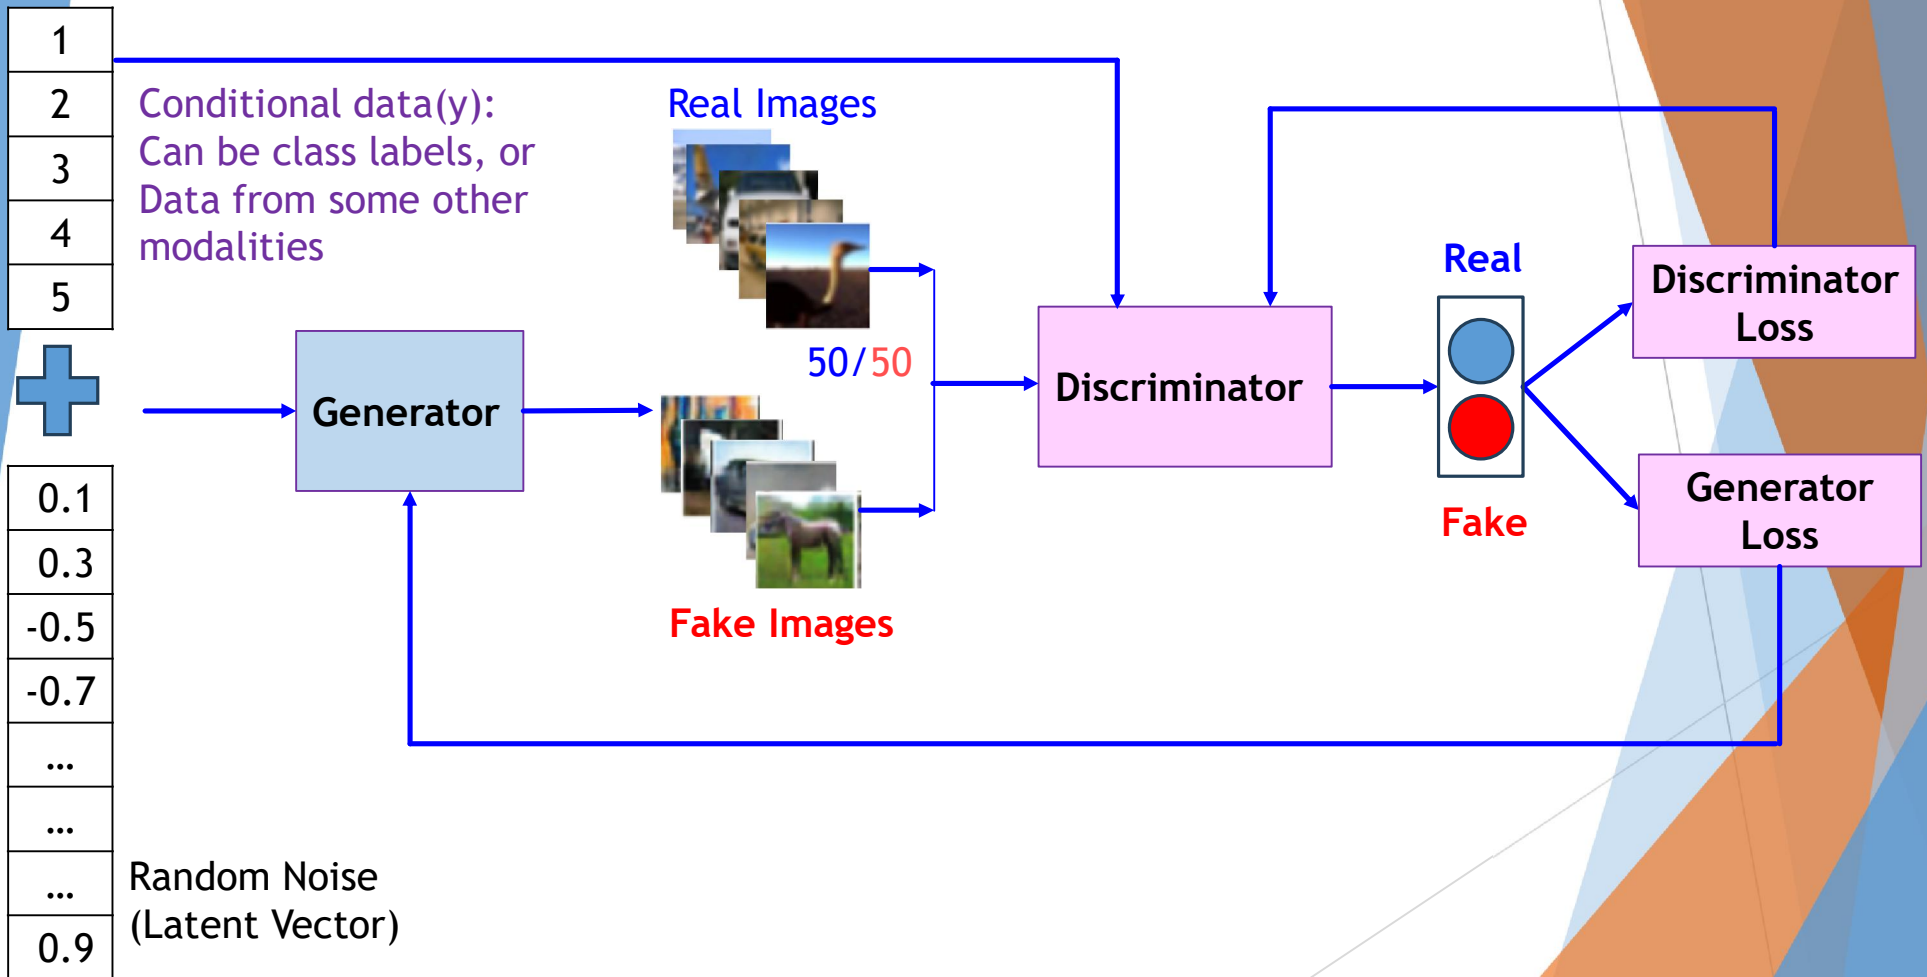 1
2
3
4
5
Conditional data(y):
Can be class labels, or
Data from some other
modalities
Real Images
50/50
Generator
Fake Images
Discriminator
Real
Fake
Discriminator
Loss
Generator
Loss
0.1
0.3
-0.5
-0.7
...
...
...
0.9
Random Noise
(Latent Vector)